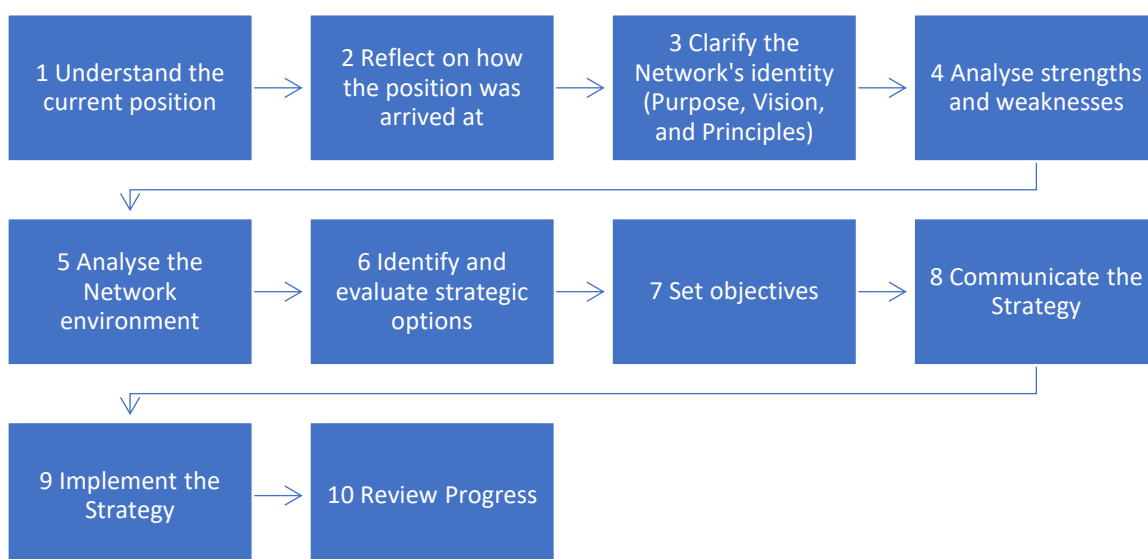 1 Understand the
current position
2 Reflect on how
the position was
arrived at
3 Clarify the
Network's identity
(Purpose, Vision,
and Principles)
4 Analyse strengths
and weaknesses
5 Analyse the
Network
environment
6 Identify and
evaluate strategic
options
7 Set objectives
8 Communicate the
Strategy
9 Implement the
Strategy
10 Review Progress